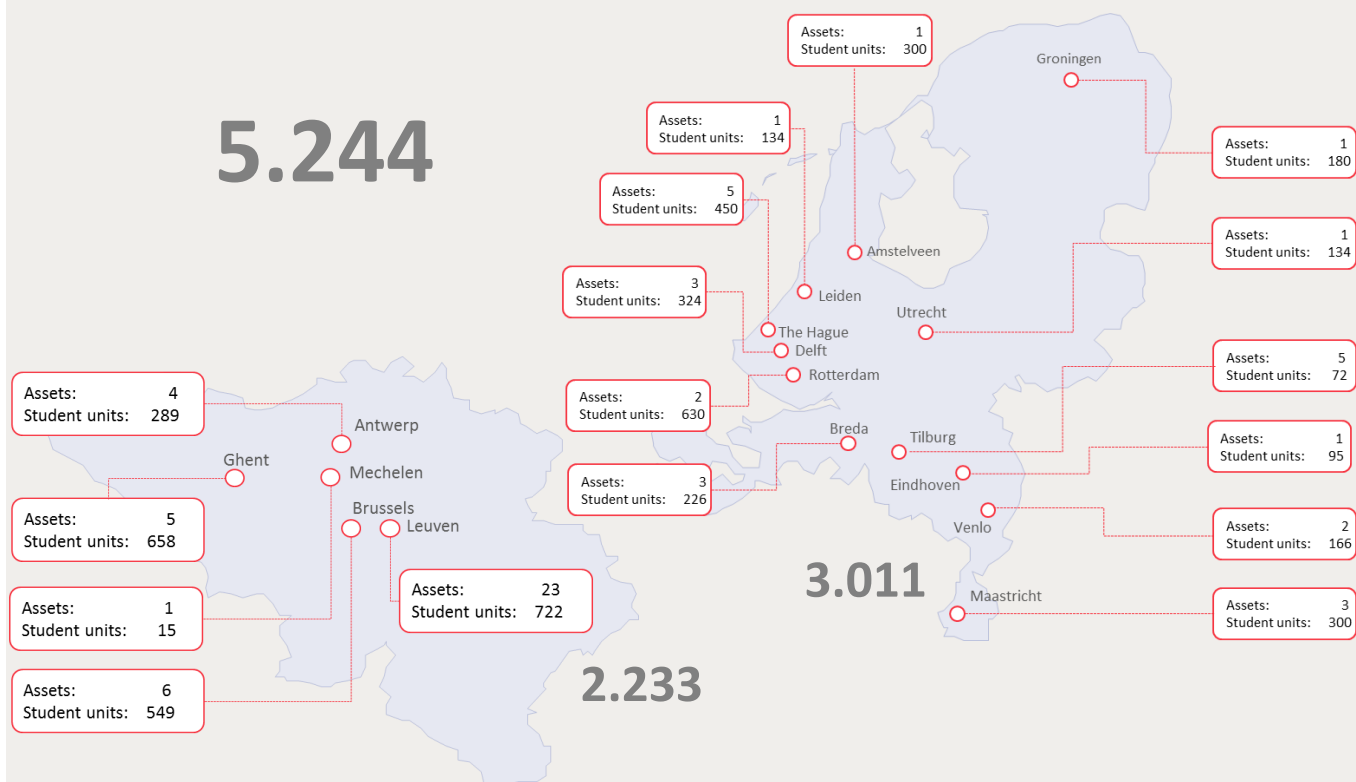 Assets: 1
Student units: 300
Groningen
5.244
Assets: 1
Student units: 134
Assets: 1
Student units: 180
Assets: 5
Student units: 450
Assets: 1
Student units: 134
Amstelveen
Assets: 3
Student units: 324
Leiden
Utrecht
The Hague
Delft
Rotterdam
Assets: 5
Student units: 72
Assets: 4
Student units: 289
Assets: 2
Student units: 630
Antwerp
Breda
Tilburg
Assets: 1
Student units: 95
Ghent
Mechelen
Eindhoven
Assets: 3
Student units: 226
Brussels
Leuven
Venlo
Assets: 5
Student units: 658
Assets: 2
Student units: 166
3.011
Assets: 23
Student units: 722
Maastricht
Assets: 1
Student units: 15
Assets: 3
Student units: 300
2.233
Assets: 6
Student units: 549